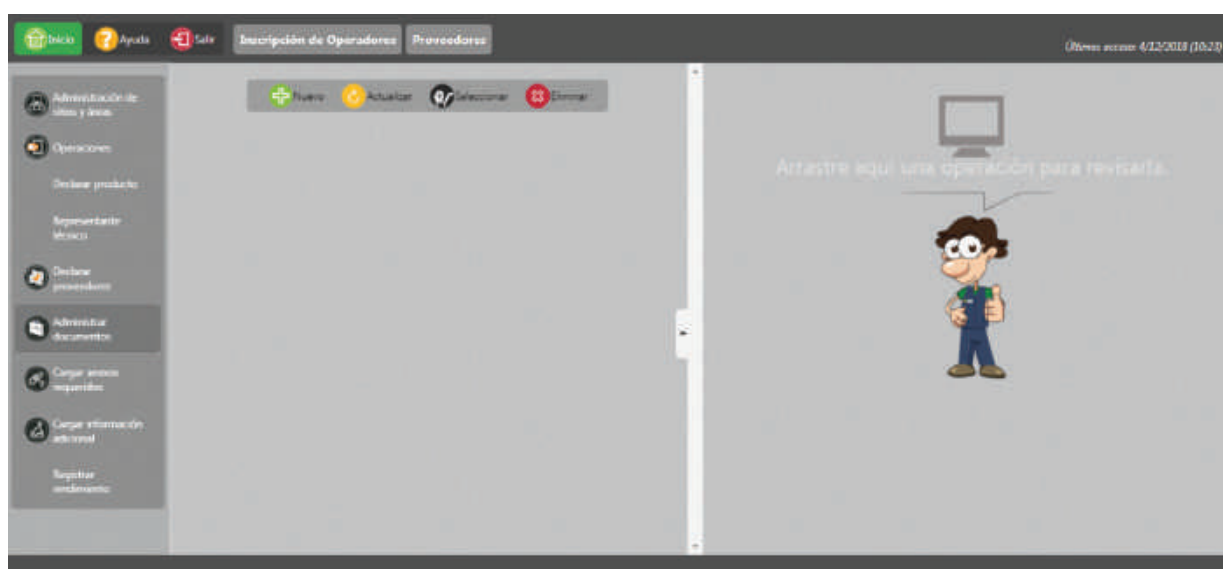 Inicio
Ayuda
Salir
Inscripción de Operadores
Proveedores
Último acceso: 4/12/2018 (10:23)
Administración de
sitios y áreas
Operaciones
Declarar producto
Representante
técnico
Declarar
proveedores
Administrar
documentos
Cargar anexos
requeridos
Cargar información
adicional
Registrar
rendimiento
Nuevo
Actualizar
Seleccionar
Eliminar
Arrastre aquí una operación para revisarla.